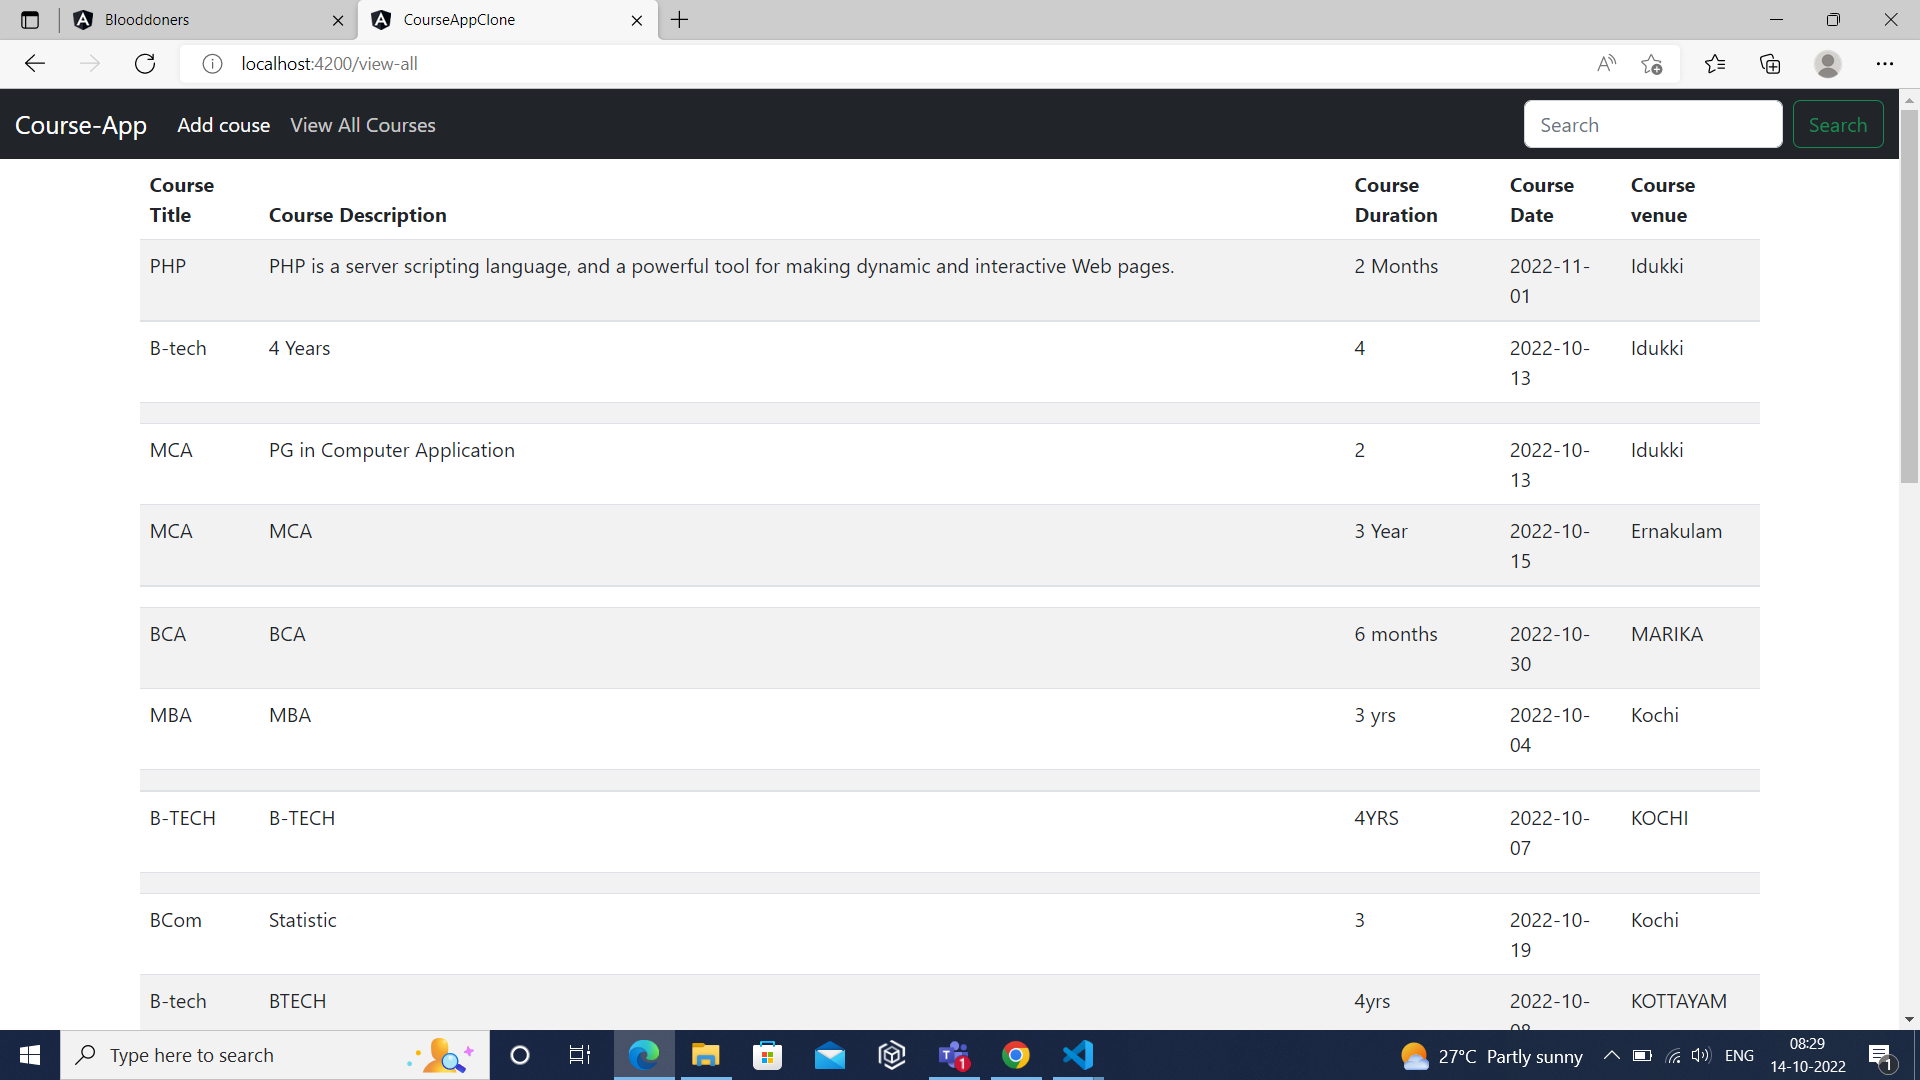 Blooddoners
CourseAppClone
localhost:4200/view-all
Course-App Add couse View All Courses Search Search
Course Title Course Description Course Duration Course Date Course venue
PHP PHP is a server scripting language, and a powerful tool for making dynamic and interactive Web pages. 2 Months 2022-11-01 Idukki
B-tech 4 Years 4 2022-10-13 Idukki
MCA PG in Computer Application 2 2022-10-13 Idukki
MCA MCA 3 Year 2022-10-15 Ernakulam
BCA BCA 6 months 2022-10-30 MARIKA
MBA MBA 3 yrs 2022-10-04 Kochi
B-TECH B-TECH 4YRS 2022-10-07 KOCHI
BCom Statistic 3 2022-10-19 Kochi
B-tech BTECH 4yrs 2022-10-08 KOTTAYAM
Type here to search
27°C Partly sunny
ENG
08:29
14-10-2022
1
1